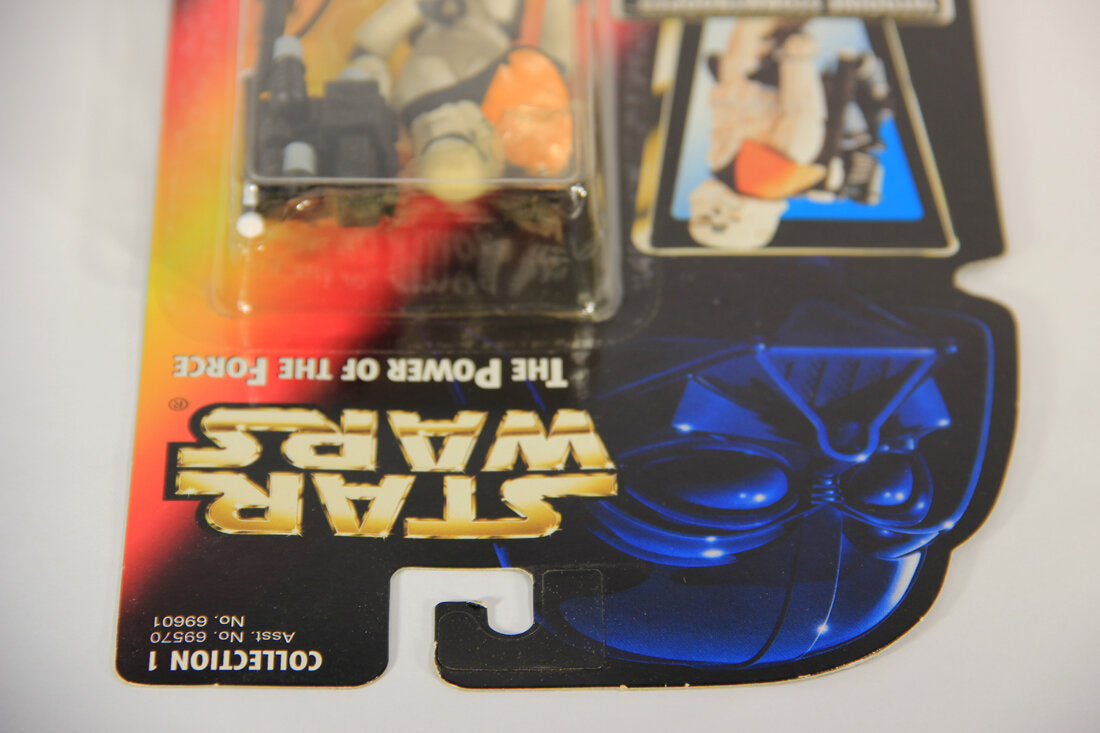 COLLECTION 1
Asst. No. 69570
No. 69601
STAR
WARS®
THE POWER OF THE FORCE